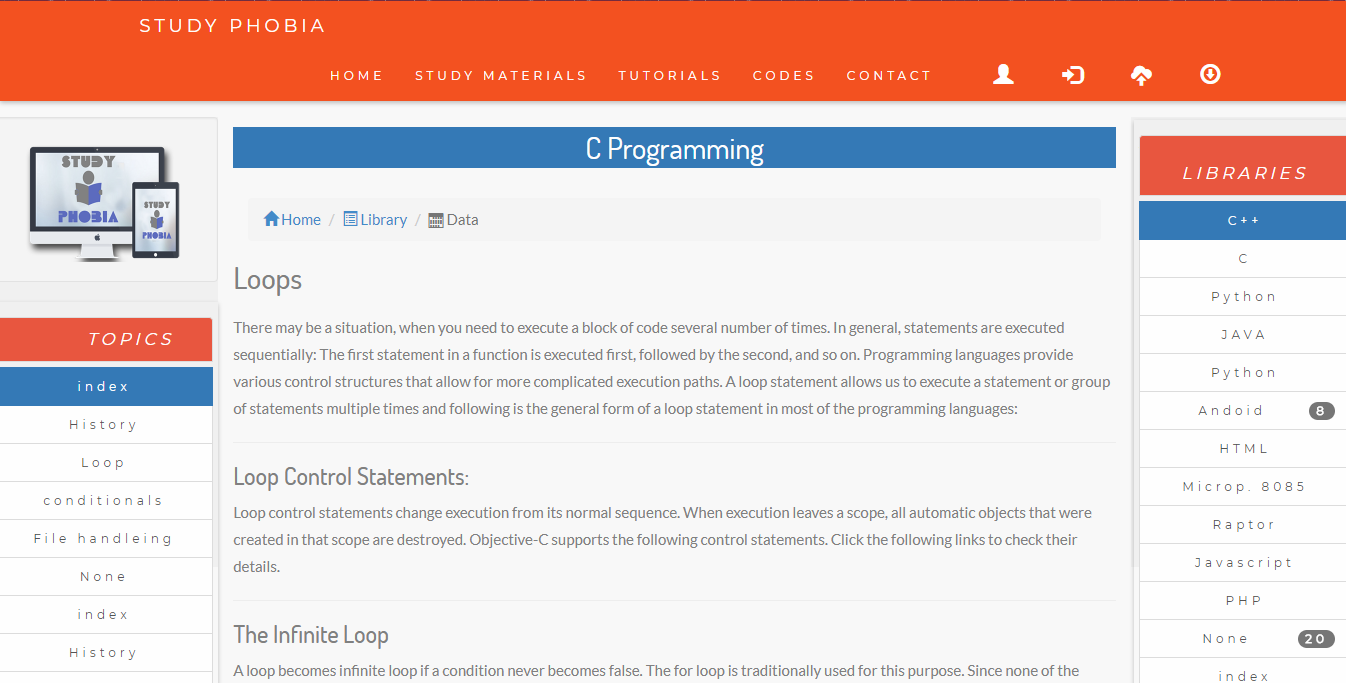 STUDY PHOBIA
HOME STUDY MATERIALS TUTORIALS CODES CONTACT
STUDY
PHOBIA
STUDY
PHOBIA
TOPICS
index
History
Loop
conditionals
File handleing
None
index
History
C Programming
Home / Library / Data
Loops
There may be a situation, when you need to execute a block of code several number of times. In general, statements are executed
sequentially: The first statement in a function is executed first, followed by the second, and so on. Programming languages provide
various control structures that allow for more complicated execution paths. A loop statement allows us to execute a statement or group
of statements multiple times and following is the general form of a loop statement in most of the programming languages:
Loop Control Statements:
Loop control statements change execution from its normal sequence. When execution leaves a scope, all automatic objects that were
created in that scope are destroyed. Objective-C supports the following control statements. Click the following links to check their
details.
The Infinite Loop
A loop becomes infinite loop if a condition never becomes false. The for loop is traditionally used for this purpose. Since none of the
LIBRARIES
C++
C
Python
JAVA
Python
Andoid 8
HTML
Microp. 8085
Raptor
Javascript
PHP
None 20
index